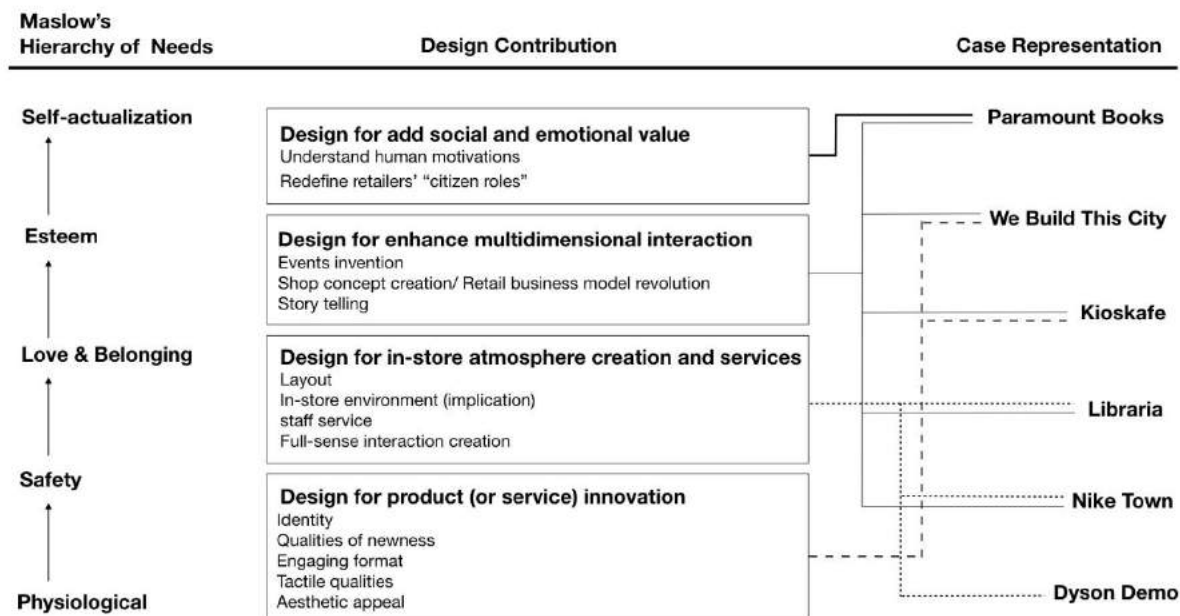 Maslow's
Hierarchy of Needs
Design Contribution
Case Representation
Self-actualization
Esteem
Love & Belonging
Safety
Physiological
Design for add social and emotional value
Understand human motivations
Redefine retailers' “citizen roles”
Design for enhance multidimensional interaction
Events invention
Shop concept creation/ Retail business model revolution
Story telling
Design for in-store atmosphere creation and services
Layout
In-store environment (implication)
staff service
Full-sense interaction creation
Design for product (or service) innovation
Identity
Qualities of newness
Engaging format
Tactile qualities
Aesthetic appeal
Paramount Books
We Build This City
Kioskafe
Libraria
Nike Town
Dyson Demo